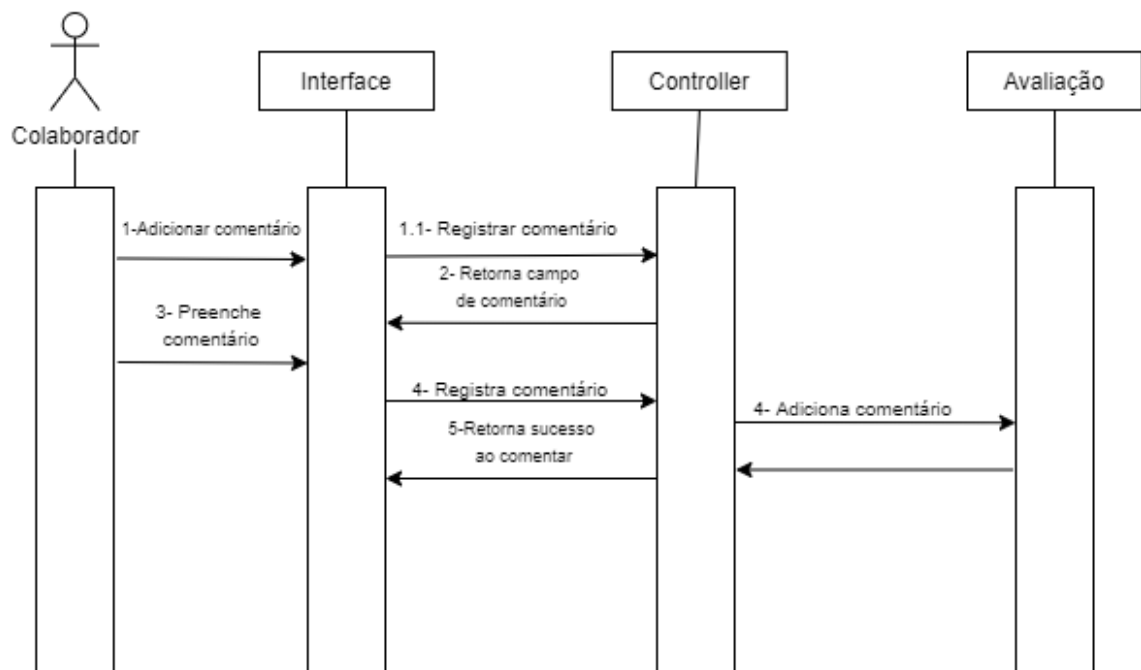 Colaborador
Interface
Controller
Avaliação
1-Adicionar comentário
1.1- Registrar comentário
2- Retorna campo
de comentário
3- Preenche
comentário
4- Registra comentário
4- Adiciona comentário
5-Retorna sucesso
ao comentar